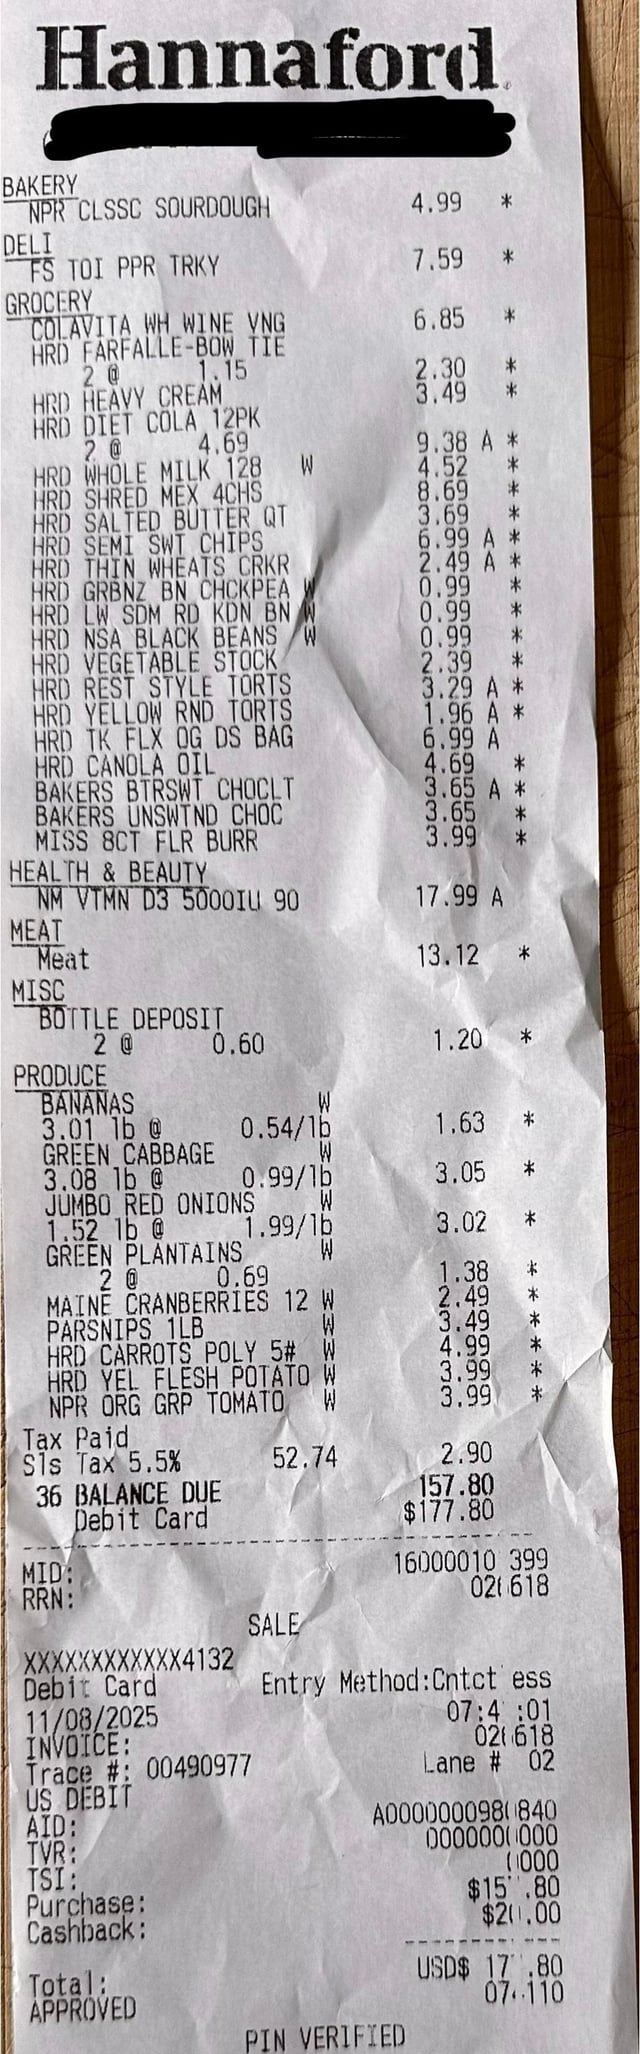 Hannaford
BAKERY
NPR CLSSC SOURDOUGH 4.99 *
DELI
FS TOI PPR TRKY 7.59 *
GROCERY
COLAVITA WH WINE VNG 6.85 *
HRD FARFALLE-BOW TIE
2 @ 1.15 2.30 *
HRD HEAVY CREAM 3.49 *
HRD DIET COLA 12PK
2 @ 4.69 9.38 A *
HRD WHOLE MILK 128 W 4.52 *
HRD SHRED MEX 4CHS 8.69 *
HRD SALTED BUTTER QT 3.69 *
HRD SEMI SWT CHIPS 6.99 A *
HRD THIN WHEATS CRKR 2.49 A *
HRD GRBNZ BN CHCKPEA W 0.99 *
HRD LW SDM RD KDN BN W 0.99 *
HRD NSA BLACK BEANS W 0.99 *
HRD VEGETABLE STOCK 2.39 *
HRD REST STYLE TORTS 3.29 A *
HRD YELLOW RND TORTS 1.96 A *
HRD TK FLX OG DS BAG 6.99 A
HRD CANOLA OIL 4.69 *
BAKERS BTRSWT CHOCLT 3.65 A *
BAKERS UNSWTND CHOC 3.65 *
MISS 8CT FLR BURR 3.99 *
HEALTH & BEAUTY
NM VTMN D3 5000IU 90 17.99 A
MEAT
Meat 13.12 *
MISC
BOTTLE DEPOSIT
2 @ 0.60 1.20 *
PRODUCE
BANANAS W
3.01 lb @ 0.54/lb 1.63 *
GREEN CABBAGE W
3.08 lb @ 0.99/lb 3.05 *
JUMBO RED ONIONS W
1.52 lb @ 1.99/lb 3.02 *
GREEN PLANTAINS W
2 @ 0.69 1.38 *
MAINE CRANBERRIES 12 W 2.49 *
PARSNIPS 1LB W 3.49 *
HRD CARROTS POLY 5# W 4.99 *
HRD YEL FLESH POTATO W 3.99 *
NPR ORG GRP TOMATO W 3.99 *
Tax Paid
Sls Tax 5.5% 52.74 2.90
36 BALANCE DUE 157.80
Debit Card $177.80
MID: 16000010 399
RRN:
SALE
XXXXXXXXXXXX4132
Debit Card Entry Method:Cntct ess
11/08/2025
INVOICE:
Trace #: 00490977 Lane # 02
US DEBIT
AID:
TVR:
TSI:
Purchase:
Cashback:
Total: USD$
APPROVED
PIN VERIFIED